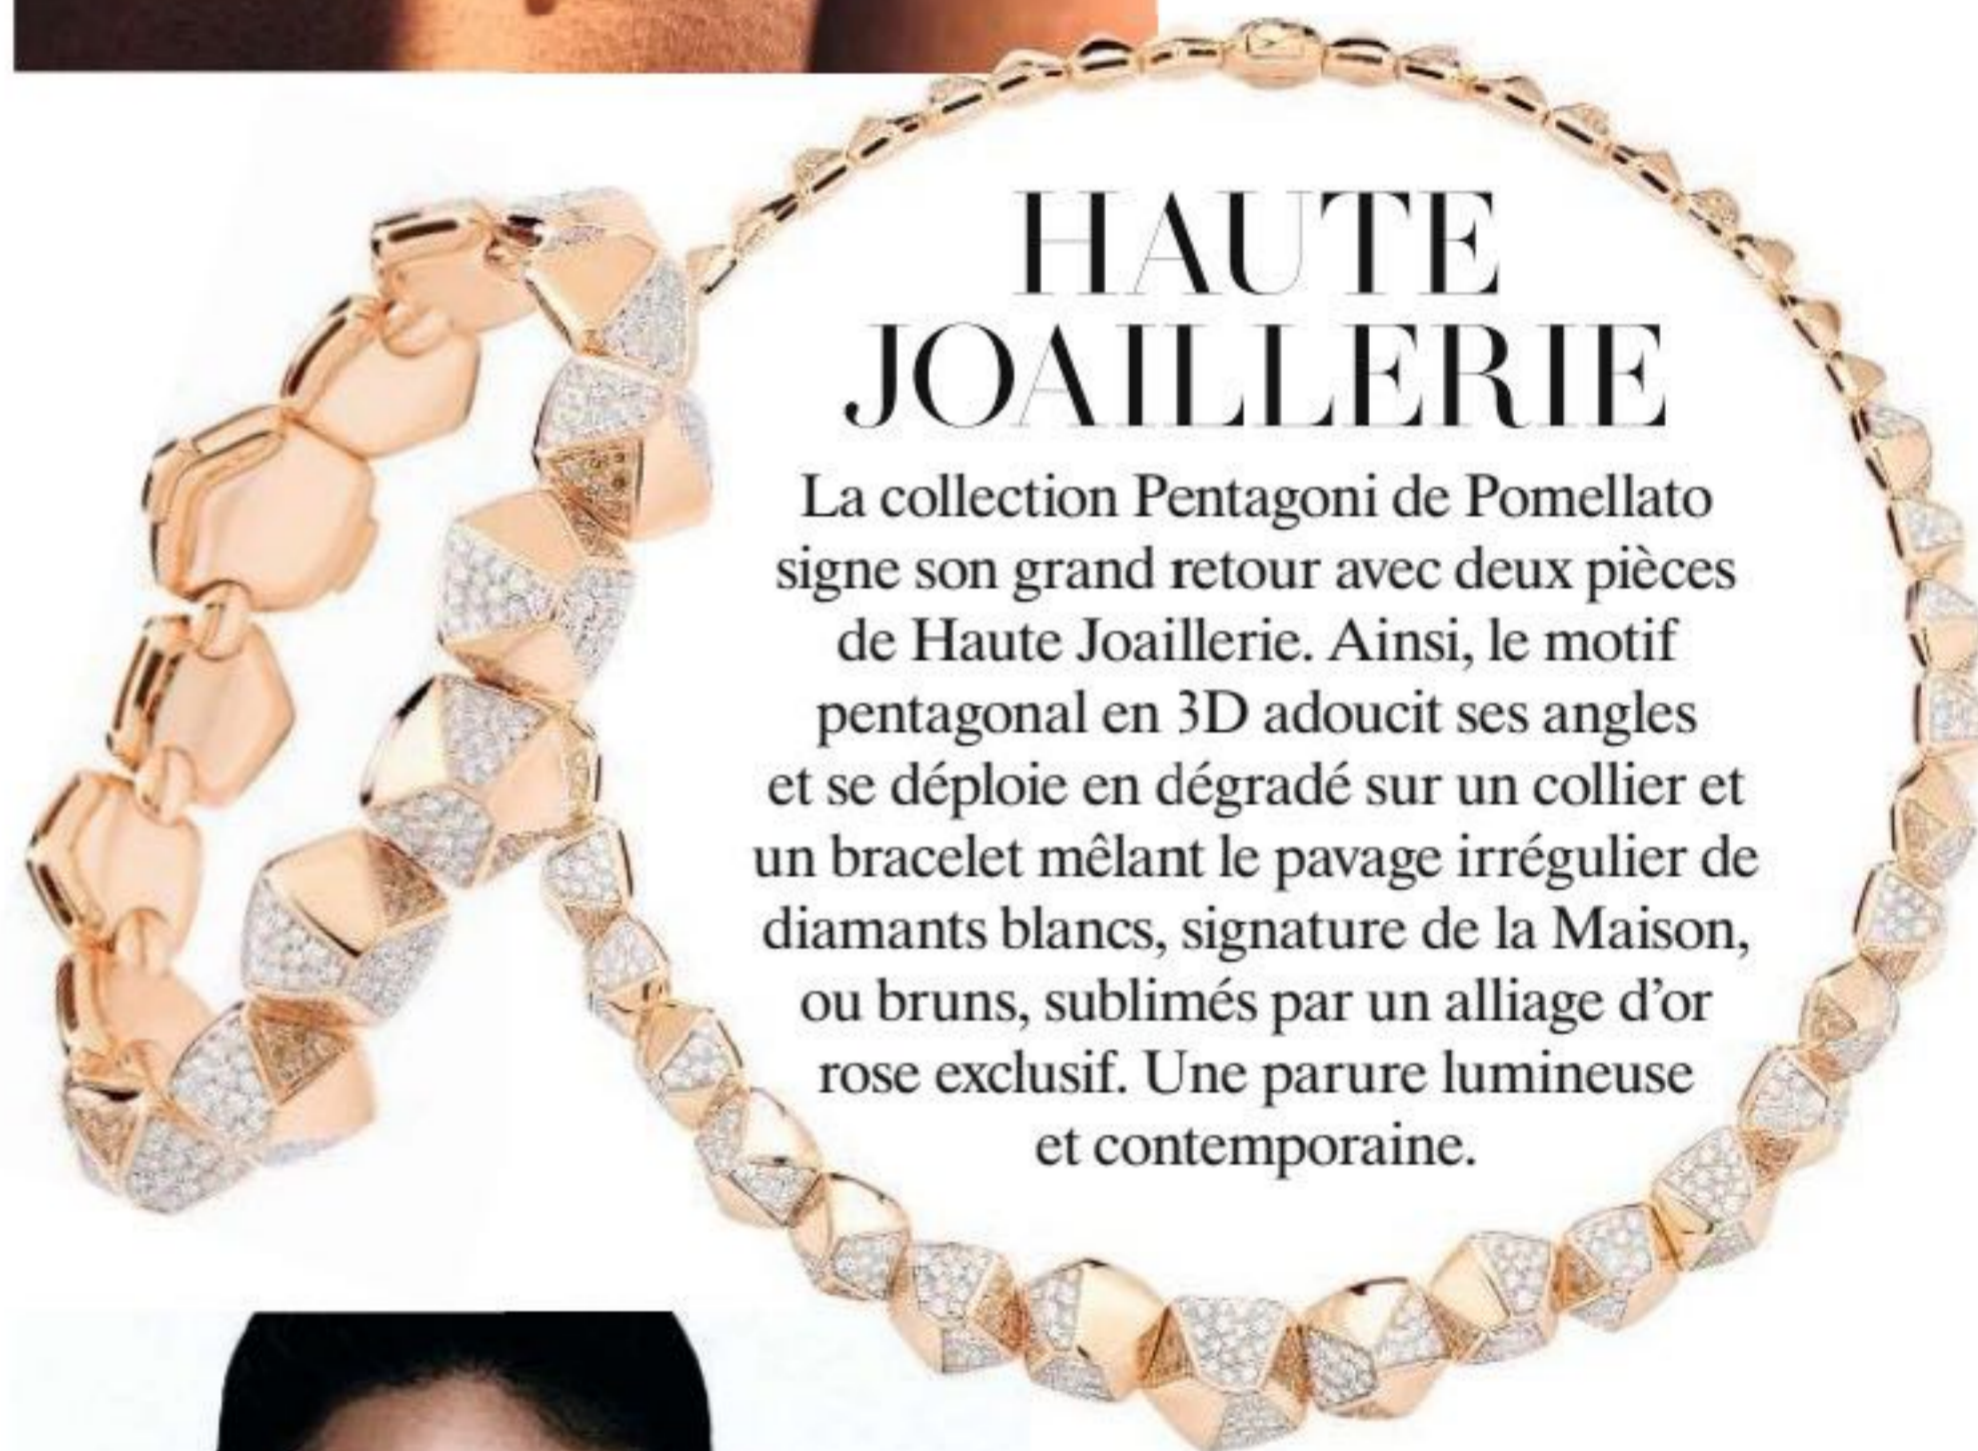 HAUTE
JOAILLERIE
La collection Pentagoni de Pomellato
signe son grand retour avec deux pièces
de Haute Joaillerie. Ainsi, le motif
pentagonal en 3D adoucit ses angles
et se déploie en dégradé sur un collier et
un bracelet mêlant le pavage irrégulier de
diamants blancs, signature de la Maison,
ou bruns, sublimés par un alliage d’or
rose exclusif. Une parure lumineuse
et contemporaine.